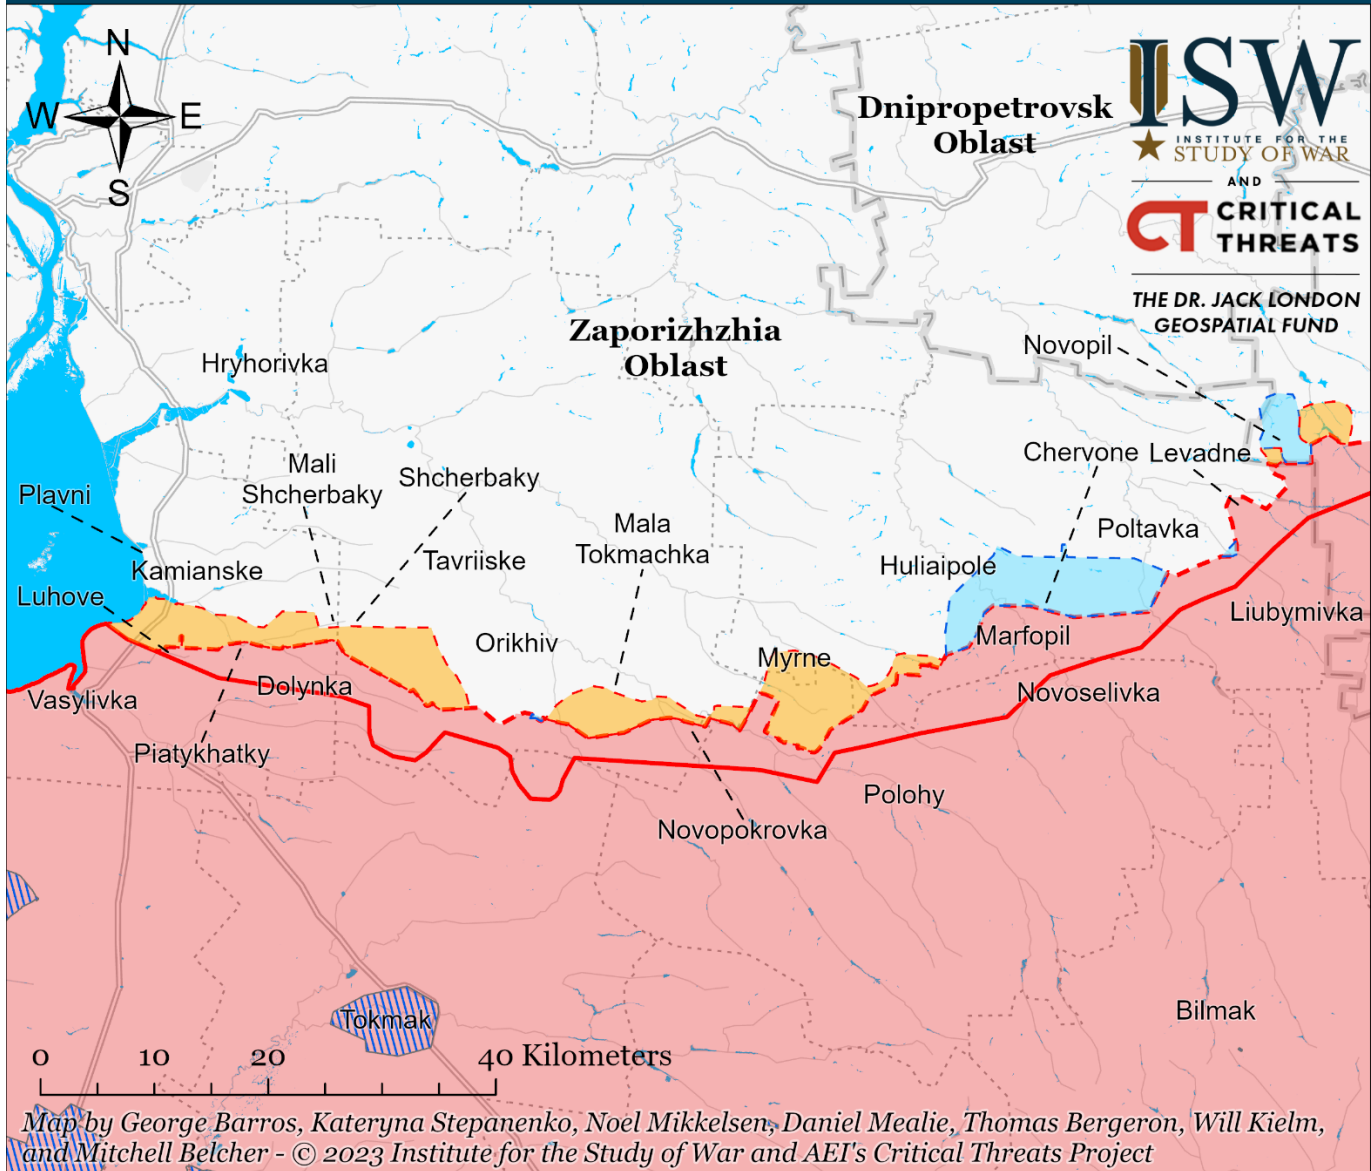 N
W
E
S
Dnipropetrovsk
Oblast
ISW
INSTITUTE FOR THE
STUDY OF WAR
AND
CT CRITICAL
THREATS
THE DR. JACK LONDON
GEOSPATIAL FUND
Zaporizhzhia
Oblast
Novopil
Hryhorivka
Mali
Shcherbaky
Shcherbaky
Chervone
Levadne
Plavni
Mala
Tokmachka
Poltavka
Tavriiske
Kamianske
Huliaipole
Luhove
Liubymivka
Orikhiv
Marfopil
Myrne
Dolynka
Vasylivka
Novoselivka
Piatykhatky
Polohy
Novopokrovka
Bilmak
Tokmak
0 10 20 40 Kilometers
Map by George Barros, Kateryna Stepanenko, Noel Mikkelsen, Daniel Mealie, Thomas Bergeron, Will Kielm,
and Mitchell Belcher - © 2023 Institute for the Study of War and AEI's Critical Threats Project